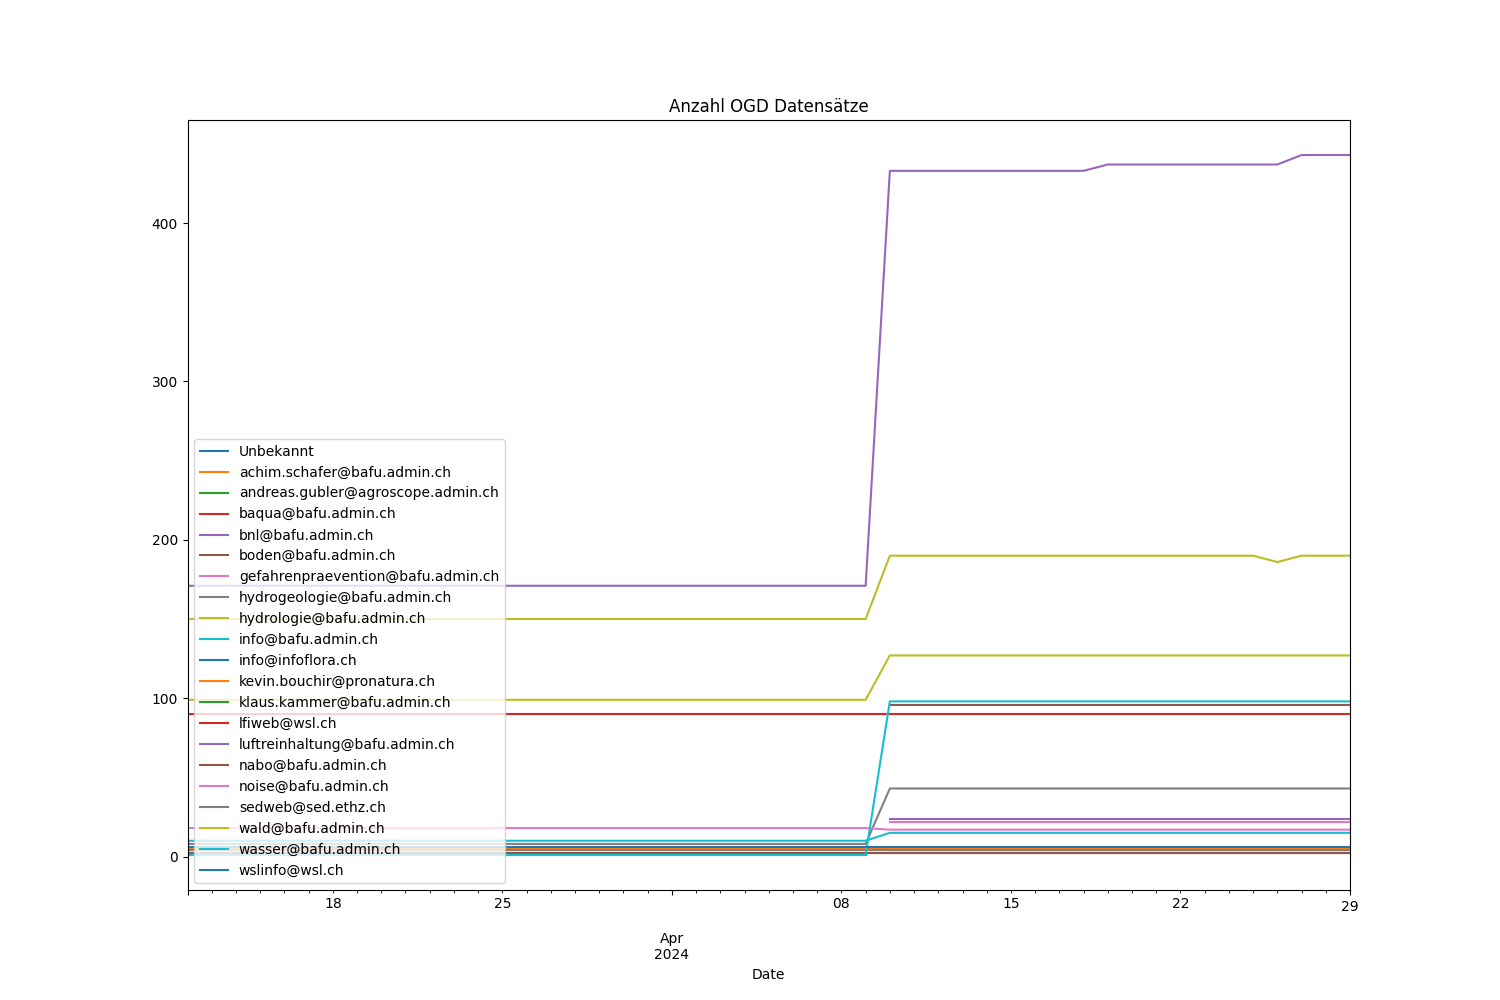 Anzahl OGD Datensätze
400
300
200
100
0
Unbekannt
achim.schafer@bafu.admin.ch
andreas.gubler@agroscope.admin.ch
baqua@bafu.admin.ch
bnl@bafu.admin.ch
boden@bafu.admin.ch
gefahrenpraevention@bafu.admin.ch
hydrogeologie@bafu.admin.ch
hydrologie@bafu.admin.ch
info@bafu.admin.ch
info@infoflora.ch
kevin.bouchir@pronatura.ch
klaus.kammer@bafu.admin.ch
lfiweb@wsl.ch
luftreinhaltung@bafu.admin.ch
nabo@bafu.admin.ch
noise@bafu.admin.ch
sedweb@sed.ethz.ch
wald@bafu.admin.ch
wasser@bafu.admin.ch
wslinfo@wsl.ch
18 25 08 15 22 29
Apr
2024
Date